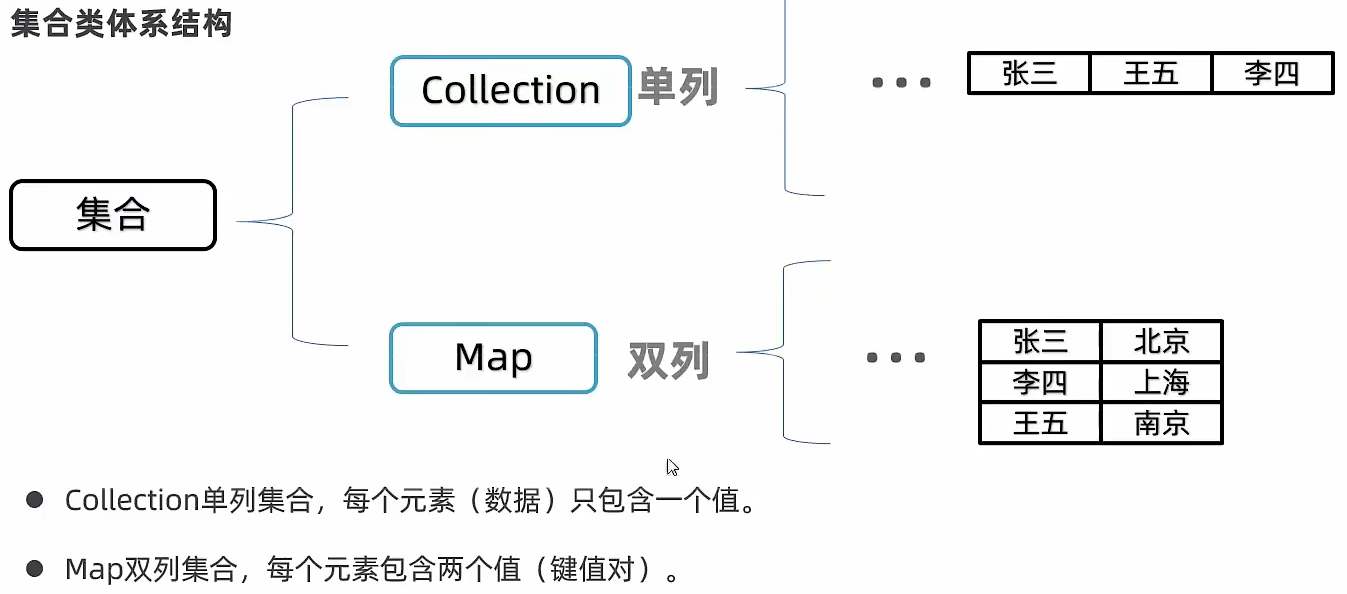 集合类体系结构
Collection 单列
... 张三 王五 李四
集合
Map 双列
...
张三 北京
李四 上海
王五 南京
● Collection单列集合，每个元素（数据）只包含一个值。
● Map双列集合，每个元素包含两个值（键值对）。